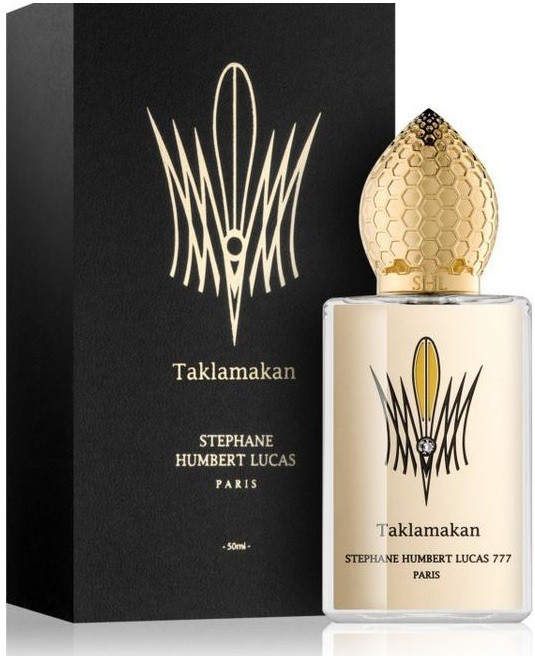 Taklamakan
STEPHANE
HUMBERT LUCAS
PARIS
- 50ml -
SHL
Taklamakan
STEPHANE HUMBERT LUCAS 777
PARIS